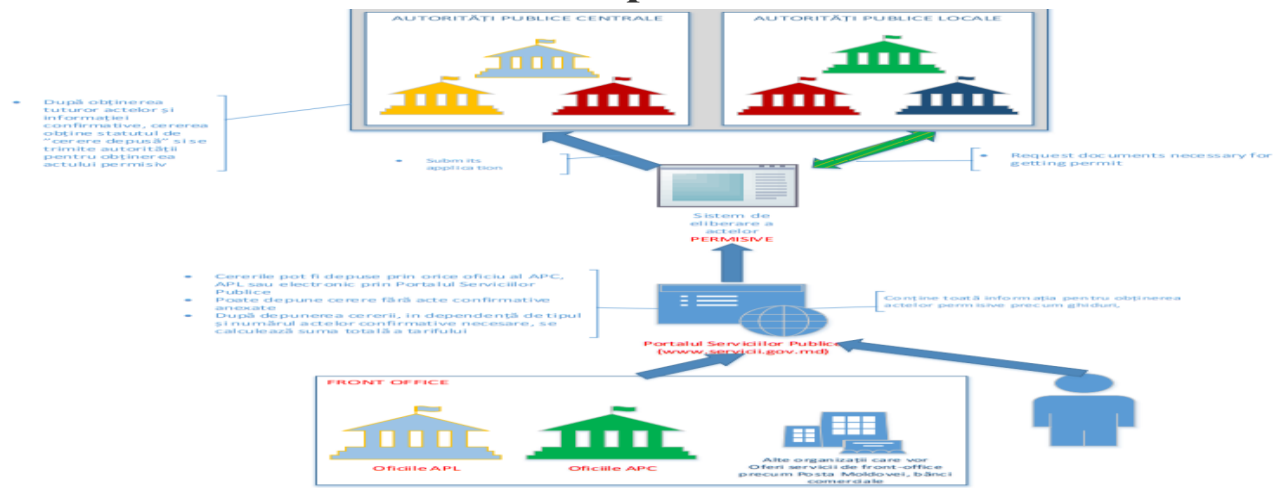 AUTORITĂȚI PUBLICE CENTRALE
AUTORITĂȚI PUBLICE LOCALE
• După obținerea
tuturor actelor și
informației
confirmative, cererea
obține statutul de
"cerere depusă" si se
trimite autorității
pentru obținerea
actului permisiv
• Submits
application
• Request documents necessary for
getting permit
Sistem de
eliberare a
actelor
PERMISIVE
• Cererile pot fi depuse prin orice oficiu al APC,
APL sau electronic prin Portalul Serviciilor
Publice
• Poate depune cerere fără acte confirmative
anexate
• După depunerea cererii, in dependență de tipul
și numărul actelor confirmative necesare, se
calculează suma totală a tarifului
Conține toată informația pentru obținerea
actelor permisive precum ghiduri,
Portalul Serviciilor Publice
(www.servicii.gov.md)
FRONT OFFICE
Oficiile APL
Oficiile APC
Alte organizații care vor
Oferi servicii de front-office
precum Posta Moldovei, bănci
comerciale